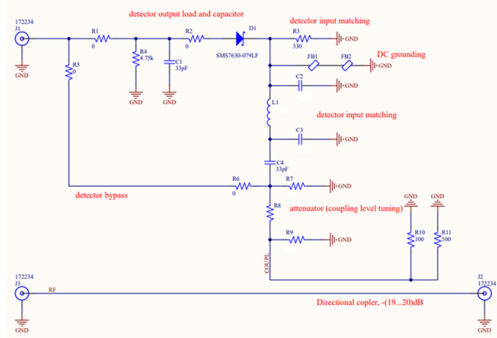 172234
J1
R1
0
detector output load and capacitor
R2
0
D1
SMS7630-079LF
detector input matching
R3
330
GND
GND
R5
0
R4
4.75k
C1
33pF
GND
GND
FB1
FB2
DC grounding
GND
C2
GND
L1
detector input matching
C3
GND
C4
33pF
detector bypass
R6
0
R7
GND
R8
attenuator (coupling level tuning)
GND
GND
R9
GND
R10
100
R11
100
COUPL
172234
J3
RF
Directional copler, -(19...20)dB
J2
172234
GND
GND